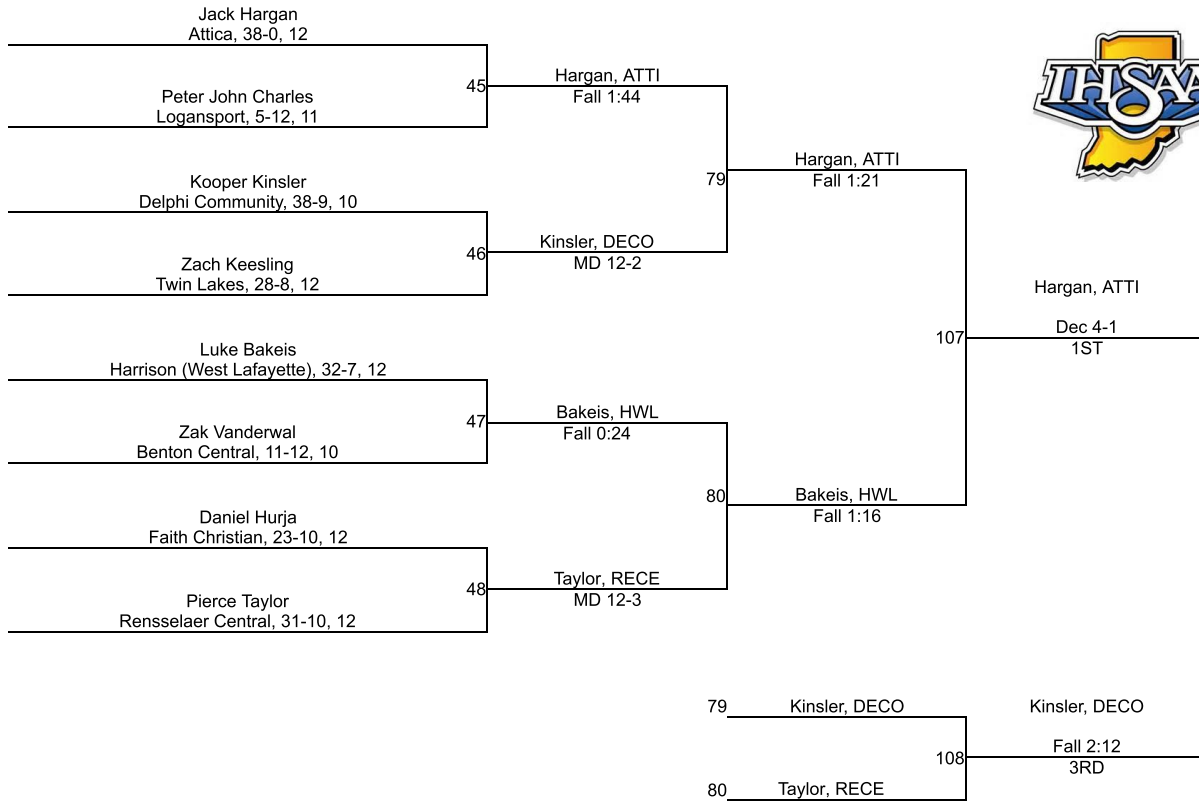 Jack Hargan
Attica, 38-0, 12
Peter John Charles
Logansport, 5-12, 11
45
Hargan, ATTI
Fall 1:44
Kooper Kinsler
Delphi Community, 38-9, 10
Zach Keesling
Twin Lakes, 28-8, 12
46
Kinsler, DECO
MD 12-2
79
Hargan, ATTI
Fall 1:21
Luke Bakeis
Harrison (West Lafayette), 32-7, 12
Zak Vanderwal
Benton Central, 11-12, 10
47
Bakeis, HWL
Fall 0:24
Daniel Hurja
Faith Christian, 23-10, 12
Pierce Taylor
Rensselaer Central, 31-10, 12
48
Taylor, RECE
MD 12-3
80
Bakeis, HWL
Fall 1:16
107
Hargan, ATTI
Dec 4-1
1ST
IHSAA
79
Kinsler, DECO
80
Taylor, RECE
108
Kinsler, DECO
Fall 2:12
3RD